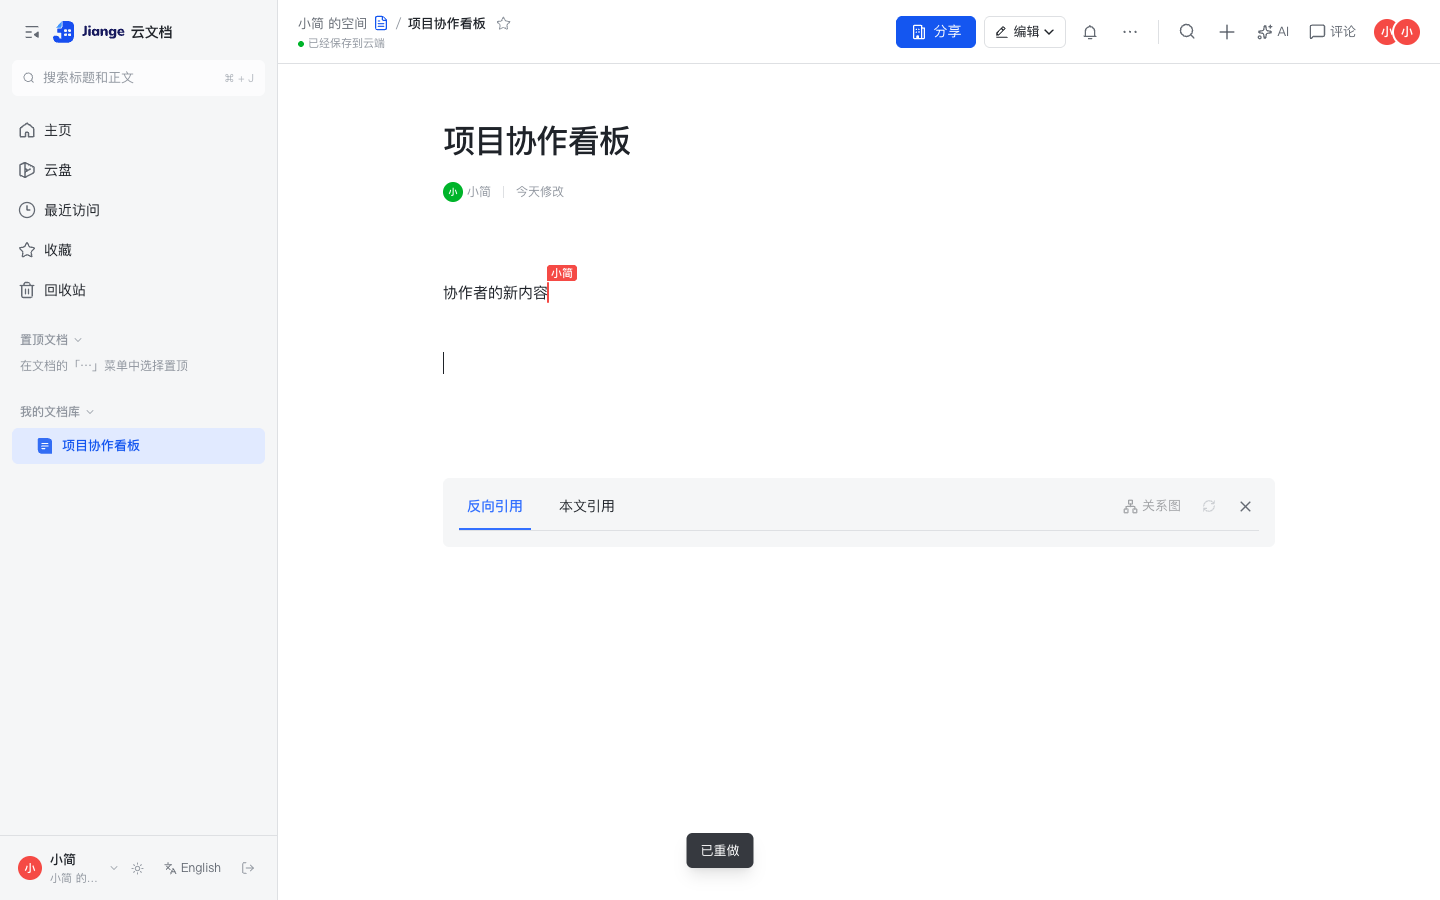 Jiange 云文档
搜索标题和正文 ⌘ + J
主页
云盘
最近访问
收藏
回收站
置顶文档
在文档的「…」菜单中选择置顶
我的文档库
项目协作看板
小 小简
小简 的...
English
小简 的空间 / 项目协作看板
已经保存到云端
分享
编辑
AI
评论
小 小
项目协作看板
小 小简 今天修改
小简
协作者的新内容
反向引用 本文引用 关系图
已重做